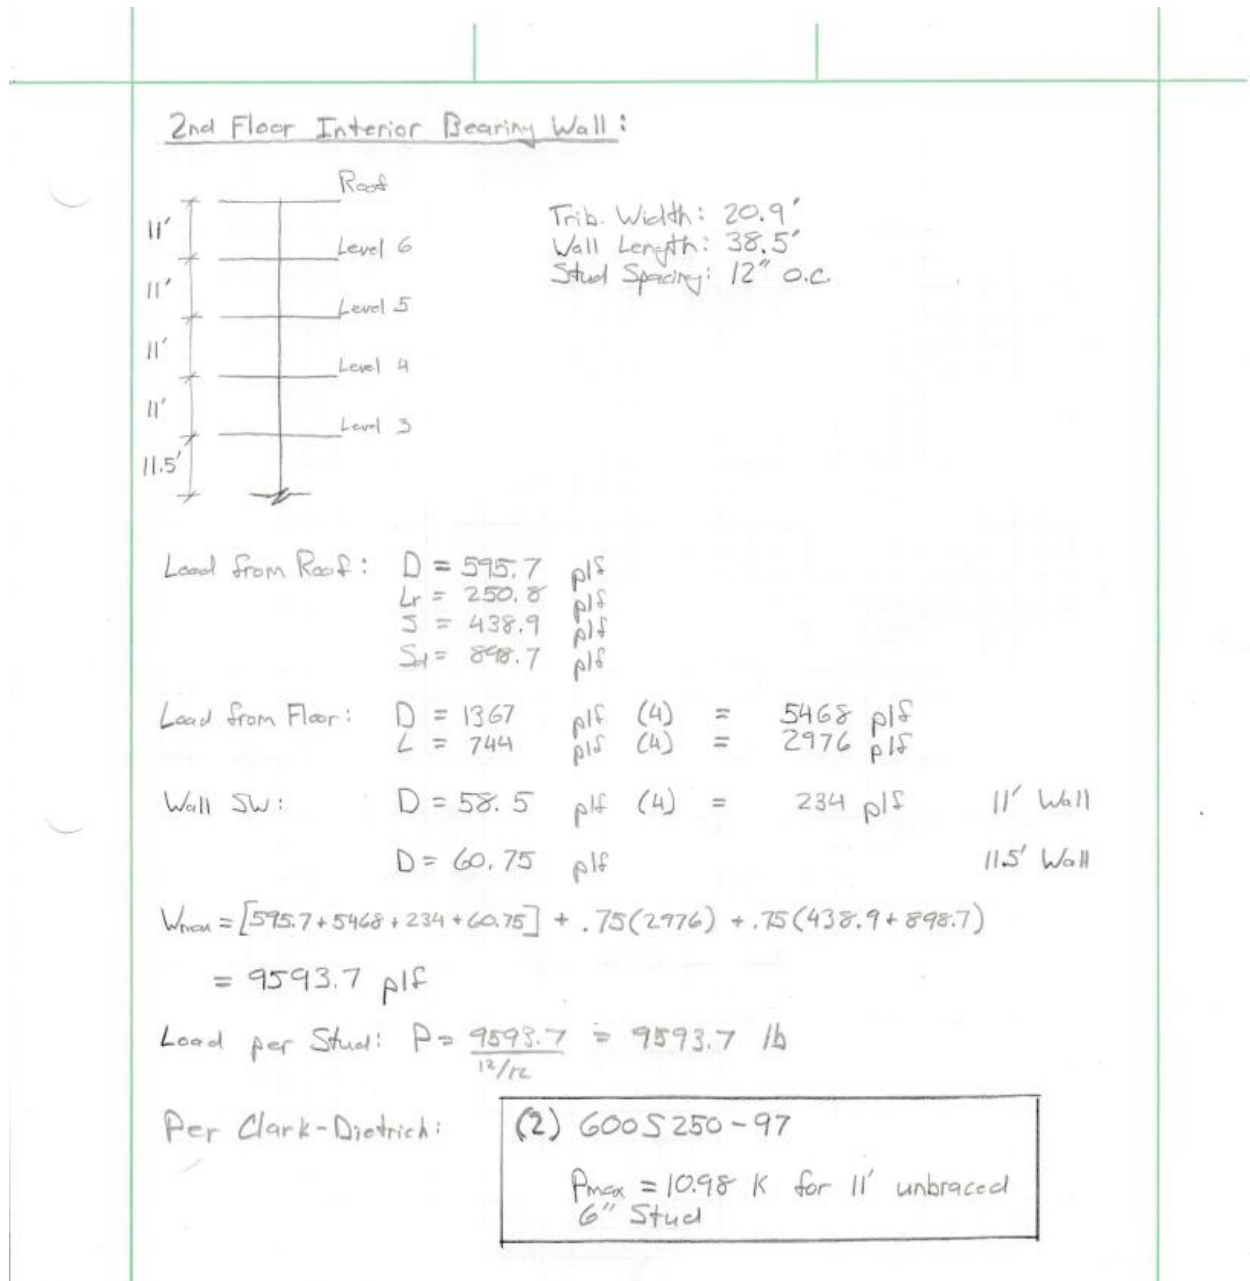 2nd Floor Interior Bearing Wall:
Roof
11'
Level 6
11'
Level 5
11'
Level 4
11'
Level 3
11.5'
Trib. Width: 20.9'
Wall Length: 38.5'
Stud Spacing: 12" O.C.
Load from Roof: D = 595.7 plf
Lr = 250.8 plf
S = 438.9 plf
Sd = 898.7 plf
Load from Floor: D = 1367 plf (4) = 5468 plf
L = 744 plf (4) = 2976 plf
Wall SW: D = 58.5 plf (4) = 234 plf 11' Wall
D = 60.75 plf 11.5' Wall
Wmax = [595.7 + 5468 + 234 + 60.75] + .75(2976) + .75(438.9 + 898.7)
= 9593.7 plf
Load per Stud: P = 9593.7 = 9593.7 lb
12/12
Per Clark-Dietrich:
(2) 600S250-97
Pmax = 10.98 K for 11' unbraced
6" Stud